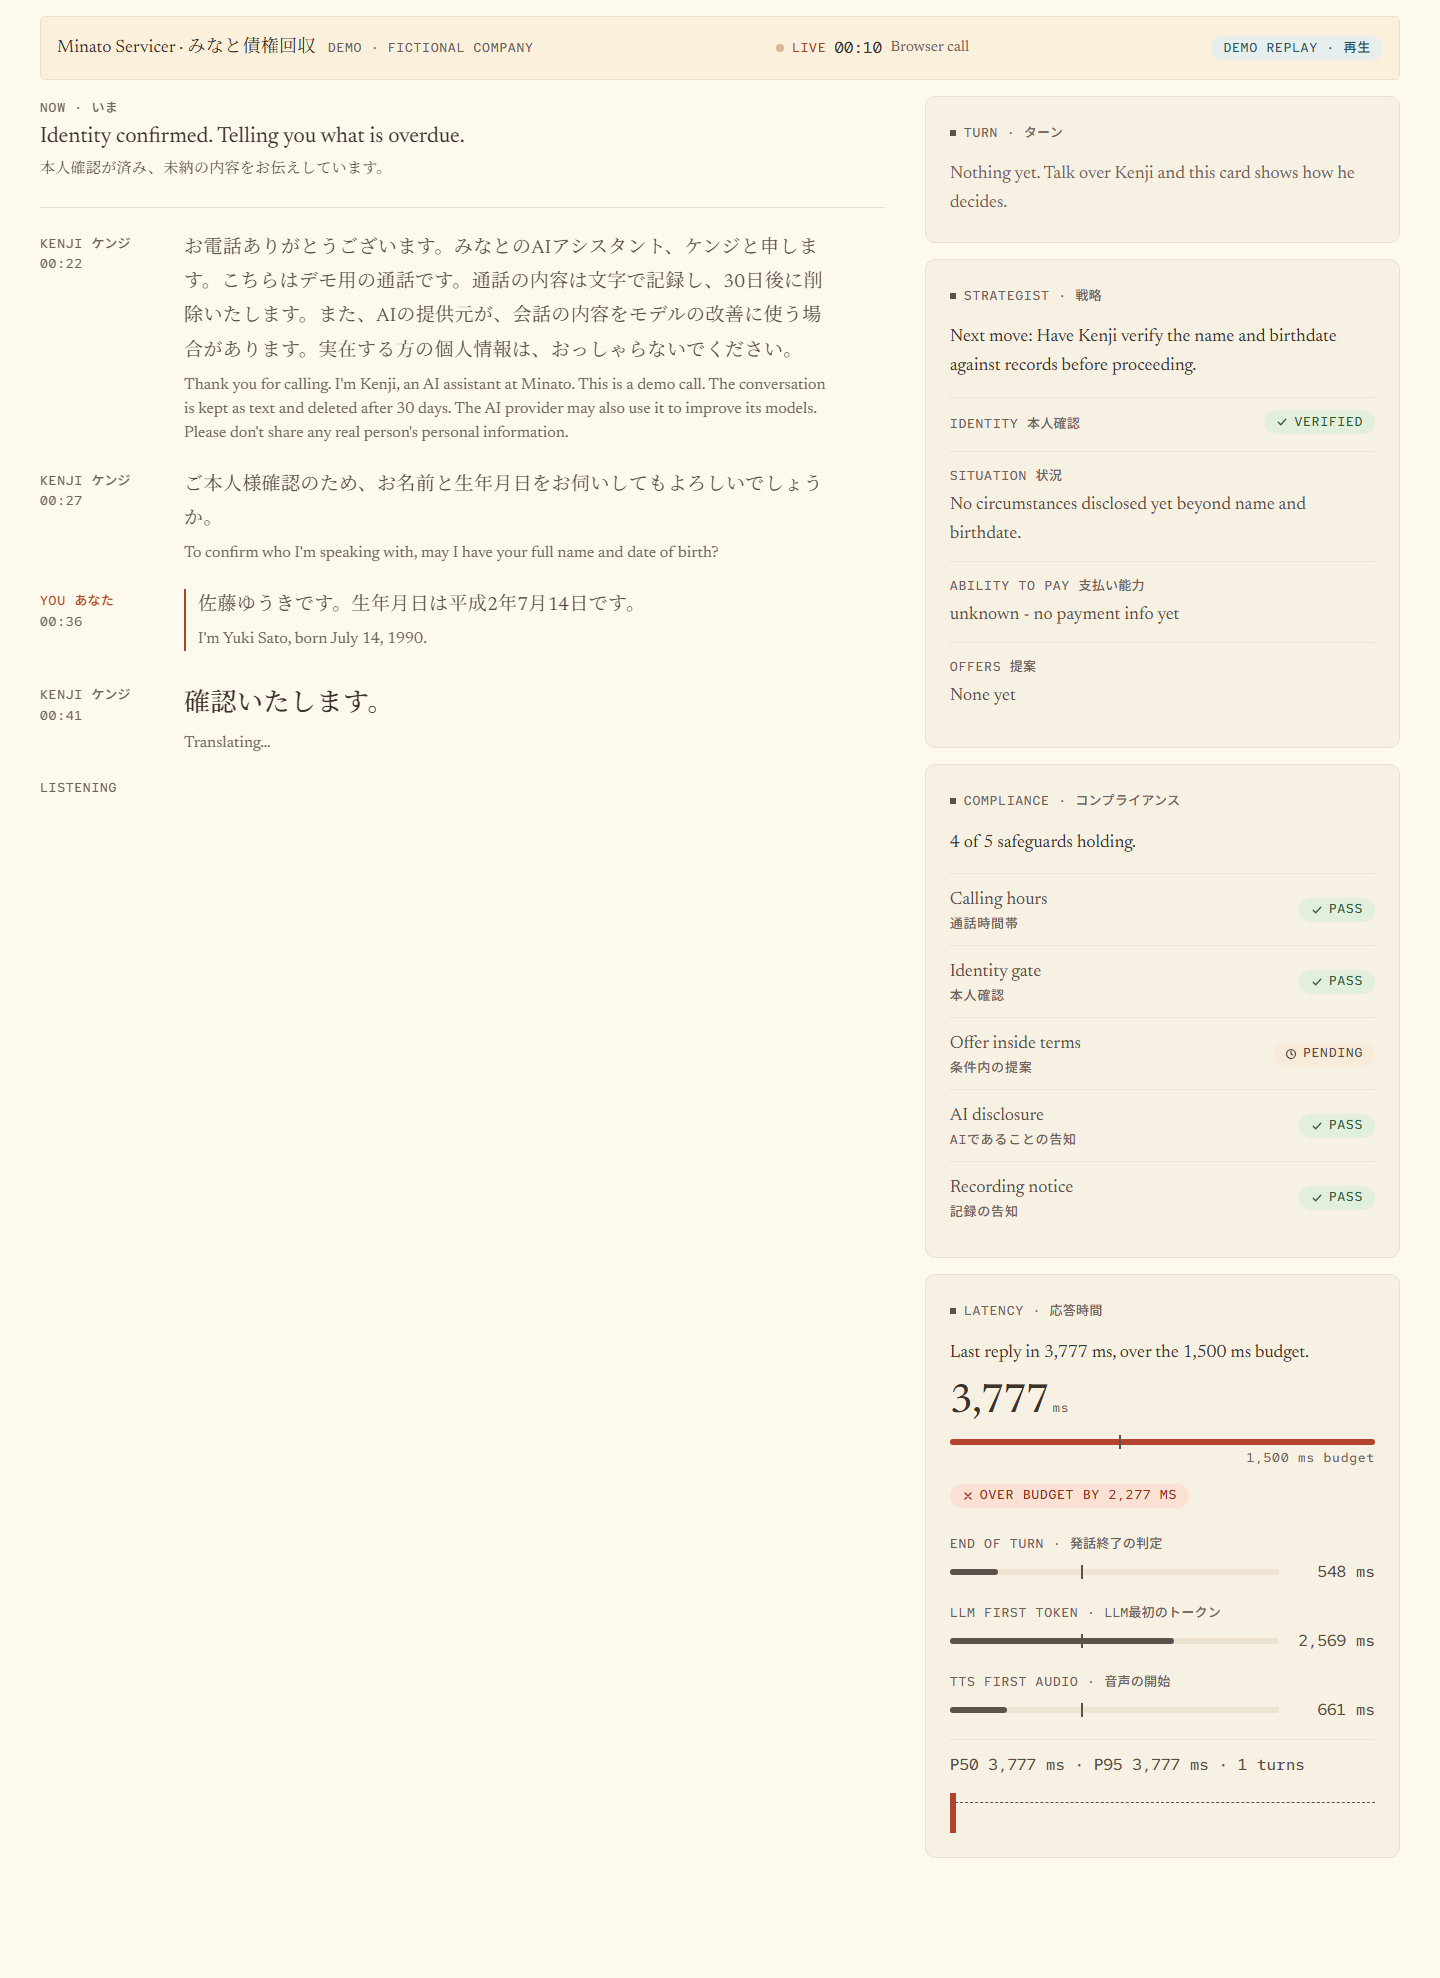 Minato Servicer · みなと債権回収 DEMO · FICTIONAL COMPANY
LIVE 00:10 Browser call
DEMO REPLAY · 再生
NOW · いま
Identity confirmed. Telling you what is overdue.
本人確認が済み、未納の内容をお伝えしています。
KENJI ケンジ
00:22
お電話ありがとうございます。みなとのAIアシスタント、ケンジと申しま
す。こちらはデモ用の通話です。通話の内容は文字で記録し、30日後に削
除いたします。また、AIの提供元が、会話の内容をモデルの改善に使う場
合があります。実在する方の個人情報は、おっしゃらないでください。
Thank you for calling. I'm Kenji, an AI assistant at Minato. This is a demo call. The conversation
is kept as text and deleted after 30 days. The AI provider may also use it to improve its models.
Please don't share any real person's personal information.
KENJI ケンジ
00:27
ご本人様確認のため、お名前と生年月日をお伺いしてもよろしいでしょう
か。
To confirm who I'm speaking with, may I have your full name and date of birth?
YOU あなた
00:36
佐藤ゆうきです。生年月日は平成2年7月14日です。
I'm Yuki Sato, born July 14, 1990.
KENJI ケンジ
00:41
確認いたします。
Translating...
LISTENING
TURN · ターン
Nothing yet. Talk over Kenji and this card shows how he
decides.
STRATEGIST · 戦略
Next move: Have Kenji verify the name and birthdate
against records before proceeding.
IDENTITY 本人確認
VERIFIED
SITUATION 状況
No circumstances disclosed yet beyond name and
birthdate.
ABILITY TO PAY 支払い能力
unknown - no payment info yet
OFFERS 提案
None yet
COMPLIANCE · コンプライアンス
4 of 5 safeguards holding.
Calling hours
通話時間帯
PASS
Identity gate
本人確認
PASS
Offer inside terms
条件内の提案
PENDING
AI disclosure
AIであることの告知
PASS
Recording notice
記録の告知
PASS
LATENCY · 応答時間
Last reply in 3,777 ms, over the 1,500 ms budget.
3,777 ms
1,500 ms budget
OVER BUDGET BY 2,277 MS
END OF TURN · 発話終了の判定
548 ms
LLM FIRST TOKEN · LLM最初のトークン
2,569 ms
TTS FIRST AUDIO · 音声の開始
661 ms
P50 3,777 ms · P95 3,777 ms · 1 turns